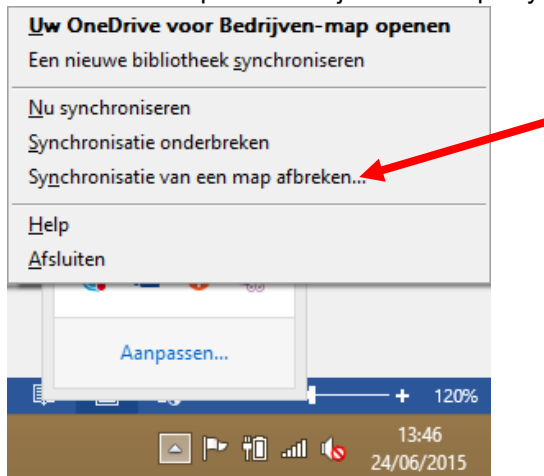 Uw OneDrive voor Bedrijven-map openen
Een nieuwe bibliotheek synchroniseren
Nu synchroniseren
Synchronisatie onderbreken
Synchronisatie van een map afbreken...
Help
Afsluiten
Aanpassen...
+ 120%
13:46
24/06/2015